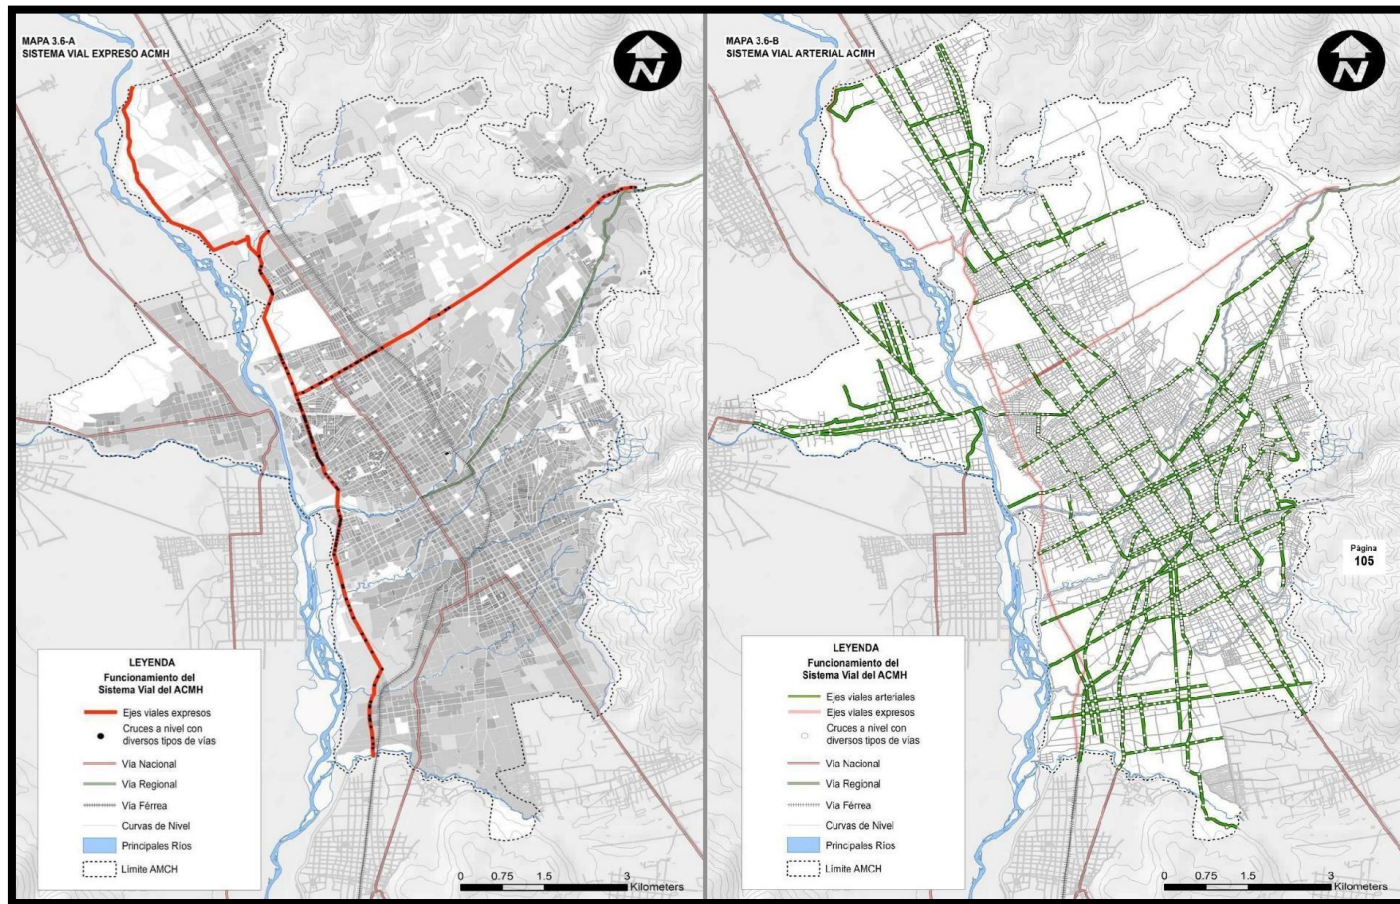 MAPA 3.6-A
SISTEMA VIAL EXPRESO ACMH
N
LEYENDA
Funcionamiento del
Sistema Vial del ACMH
Ejes viales expresos
Cruces a nivel con
diversos tipos de vías
Vía Nacional
Vía Regional
Vía Férrea
Curvas de Nivel
Principales Ríos
Límite AMCH
0 0.75 1.5 3
Kilometers
MAPA 3.6-B
SISTEMA VIAL ARTERIAL ACMH
N
Página
105
LEYENDA
Funcionamiento del
Sistema Vial del ACMH
Ejes viales arteriales
Ejes viales expresos
Cruces a nivel con
diversos tipos de vías
Vía Nacional
Vía Regional
Vía Férrea
Curvas de Nivel
Principales Ríos
Límite AMCH
0 0.75 1.5 3
Kilometers